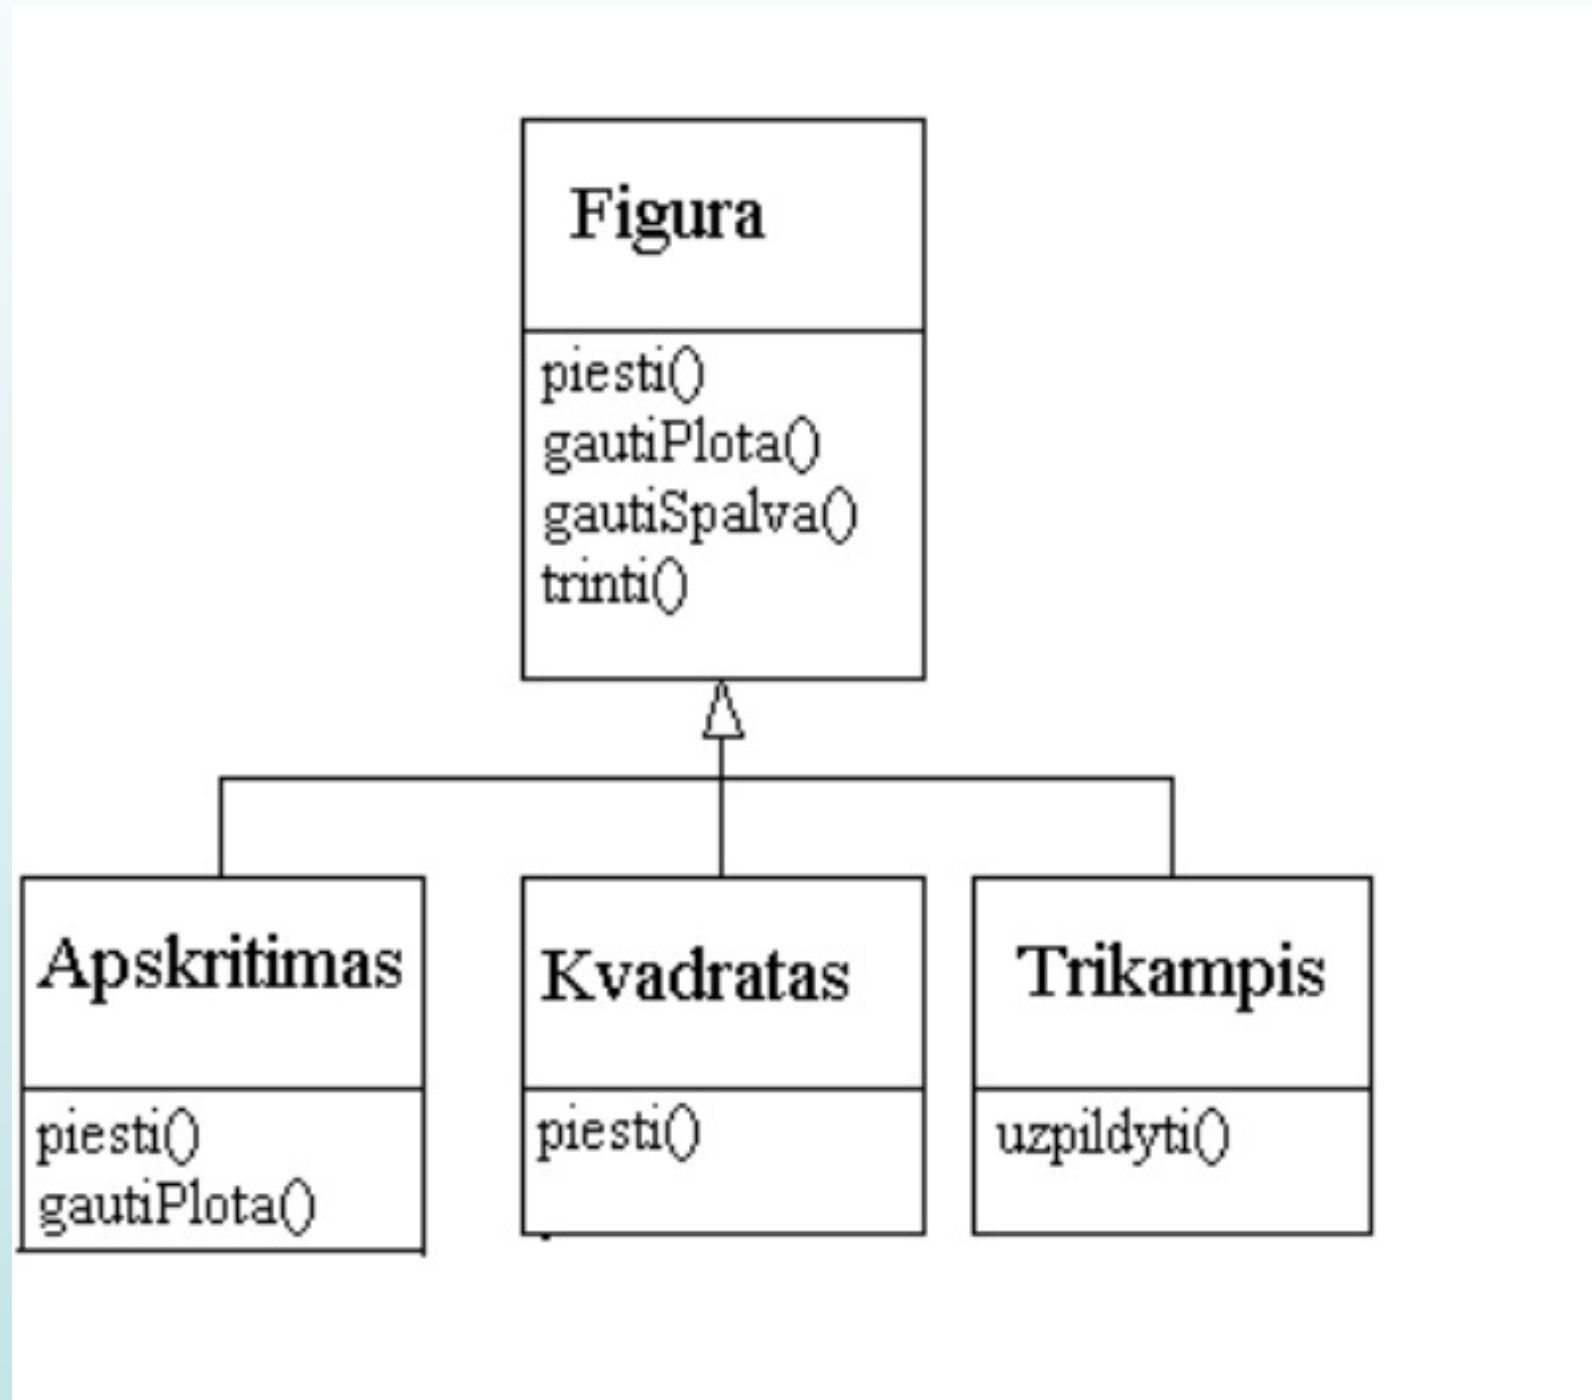 Figura
piesti()
gautiPlota()
gautiSpalva()
trinti()
Apskritimas
piesti()
gautiPlota()
Kvadratas
piesti()
Trikampis
uzpildyti()